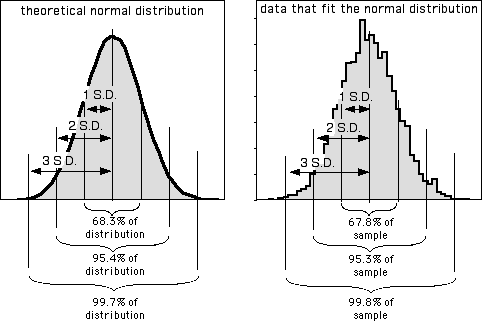 theoretical normal distribution
1 S.D.
2 S.D.
3 S.D.
68.3% of
distribution
95.4% of
distribution
99.7% of
distribution
data that fit the normal distribution
1 S.D.
2 S.D.
3 S.D.
67.8% of
sample
95.3% of
sample
99.8% of
sample